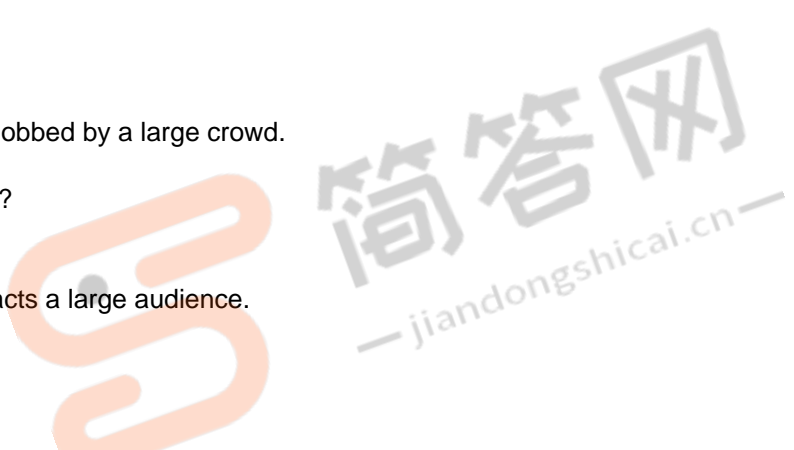 obbed by a large crowd.
?
acts a large audience.
简答网
jiandongshicai.cn